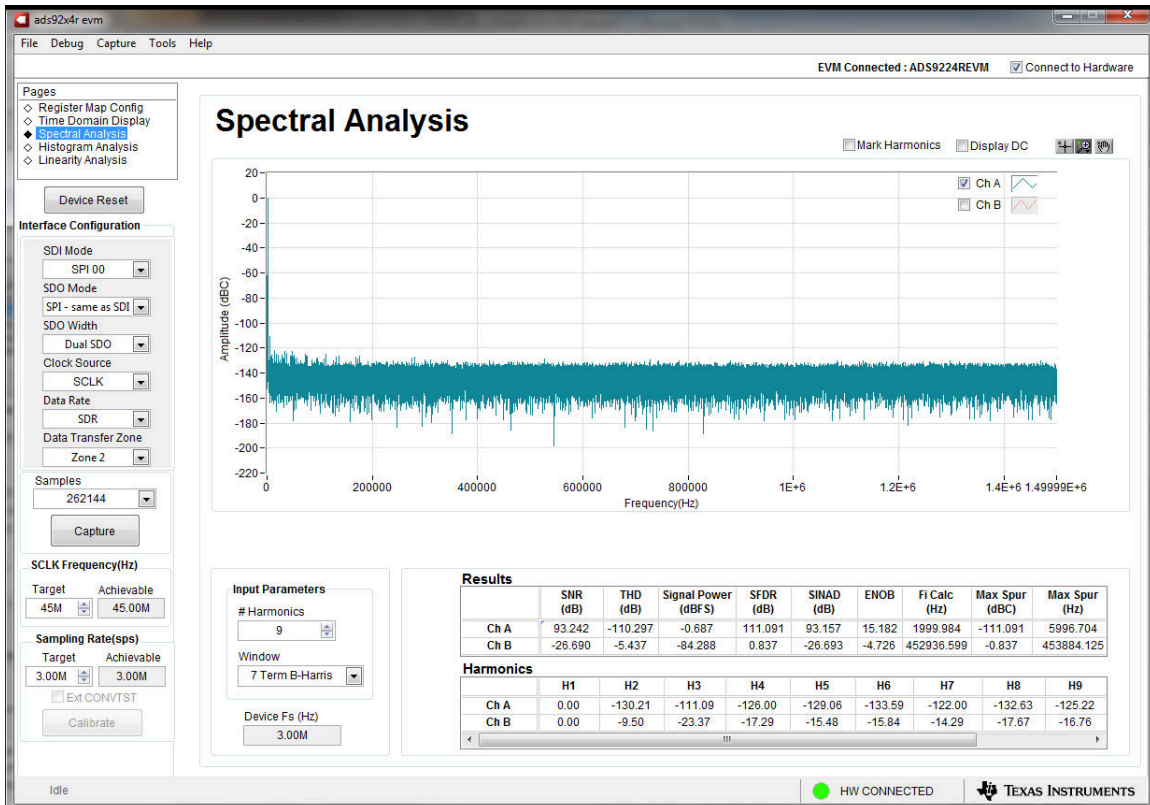 ads92x4r evm
File Debug Capture Tools Help
EVM Connected : ADS9224REVM Connect to Hardware
Pages
Register Map Config
Time Domain Display
Spectral Analysis
Histogram Analysis
Linearity Analysis
Device Reset
Interface Configuration
SDI Mode
SPI 00
SDO Mode
SPI - same as SDI
SDO Width
Dual SDO
Clock Source
SCLK
Data Rate
SDR
Data Transfer Zone
Zone 2
Samples
262144
Capture
SCLK Frequency(Hz)
Target Achievable
45M 45.00M
Sampling Rate(sps)
Target Achievable
3.00M 3.00M
Ext CONVTST
Calibrate
Spectral Analysis
Mark Harmonics Display DC
Ch A
Ch B
Amplitude (dBC)
20
0
-20
-40
-60
-80
-100
-120
-140
-160
-180
-200
-220
0 200000 400000 600000 800000 1E+6 1.2E+6 1.4E+6 1.49999E+6
Frequency(Hz)
Input Parameters
# Harmonics
9
Window
7 Term B-Harris
Device Fs (Hz)
3.00M
Results
SNR (dB) THD (dB) Signal Power (dBFS) SFDR (dB) SINAD (dB) ENOB Fi Calc (Hz) Max Spur (dBC) Max Spur (Hz)
Ch A 93.242 -110.297 -0.687 111.091 93.157 15.182 1999.984 -111.091 5996.704
Ch B -26.690 -5.437 -84.288 0.837 -26.693 -4.726 452936.599 -0.837 453884.125
Harmonics
H1 H2 H3 H4 H5 H6 H7 H8 H9
Ch A 0.00 -130.21 -111.09 -126.00 -129.06 -133.59 -122.00 -132.63 -125.22
Ch B 0.00 -9.50 -23.37 -17.29 -15.48 -15.84 -14.29 -17.67 -16.76
Idle HW CONNECTED TEXAS INSTRUMENTS